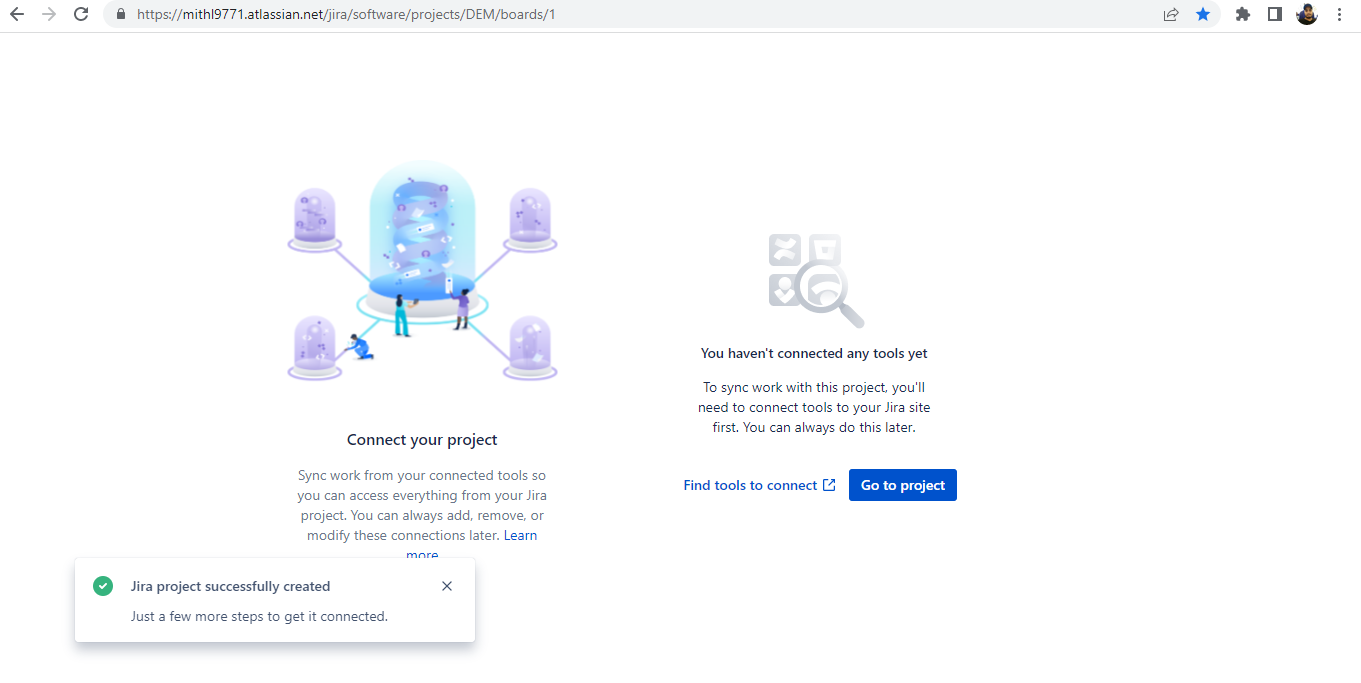 https://mithl9771.atlassian.net/jira/software/projects/DEM/boards/1
Connect your project
Sync work from your connected tools so
you can access everything from your Jira
project. You can always add, remove, or
modify these connections later. Learn
more
You haven't connected any tools yet
To sync work with this project, you'll
need to connect tools to your Jira site
first. You can always do this later.
Find tools to connect
Go to project
Jira project successfully created
Just a few more steps to get it connected.